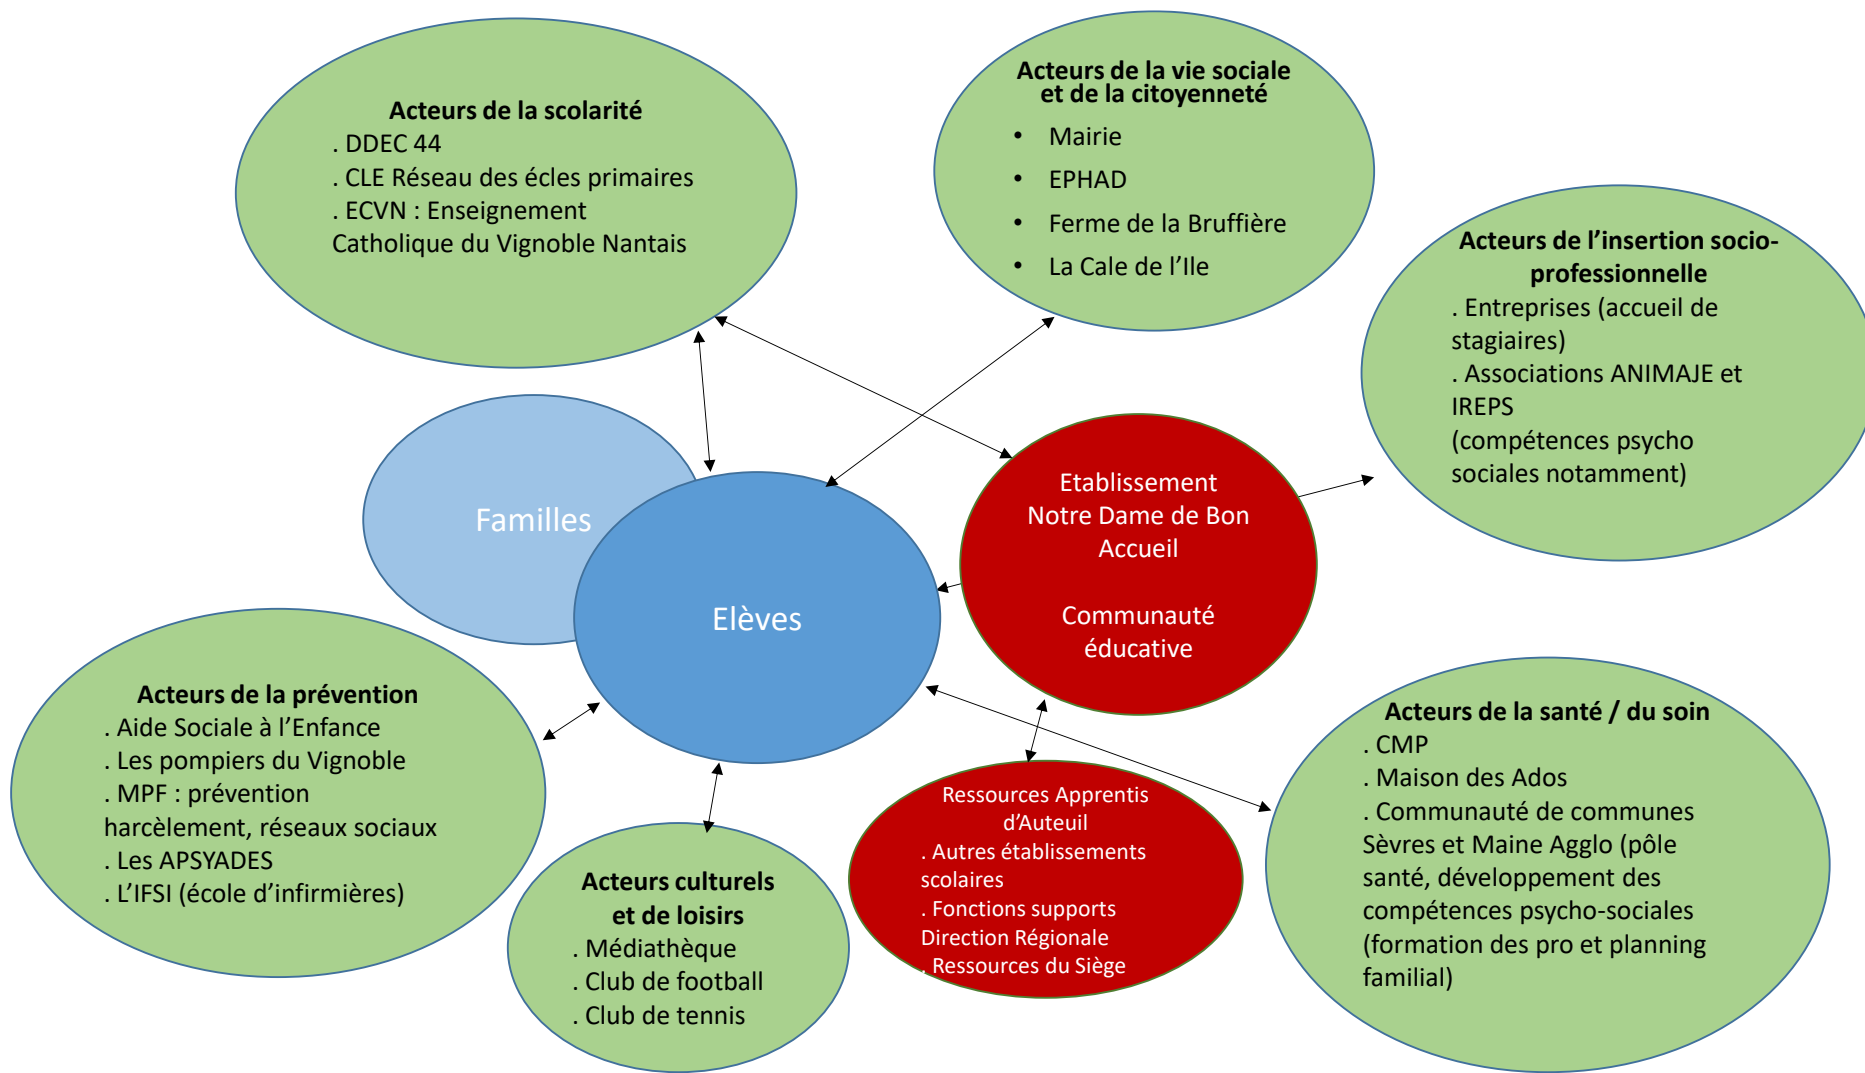 Acteurs de la scolarité
. DDEC 44
. CLE Réseau des écles primaires
. ECVN : Enseignement
Catholique du Vignoble Nantais
Acteurs de la vie sociale
et de la citoyenneté
• Mairie
• EPHAD
• Ferme de la Bruffière
• La Cale de l’Ile
Acteurs de l’insertion socio-
professionnelle
. Entreprises (accueil de
stagiaires)
. Associations ANIMAJE et
IREPS
(compétences psycho
sociales notamment)
Familles
Elèves
Etablissement
Notre Dame de Bon
Accueil
Communauté
éducative
Acteurs de la prévention
. Aide Sociale à l’Enfance
. Les pompiers du Vignoble
. MPF : prévention
harcèlement, réseaux sociaux
. Les APSYADES
. L’IFSI (école d’infirmières)
Acteurs culturels
et de loisirs
. Médiathèque
. Club de football
. Club de tennis
Ressources Apprentis
d’Auteuil
. Autres établissements
scolaires
. Fonctions supports
Direction Régionale
. Ressources du Siège
Acteurs de la santé / du soin
. CMP
. Maison des Ados
. Communauté de communes
Sèvres et Maine Agglo (pôle
santé, développement des
compétences psycho-sociales
(formation des pro et planning
familial)